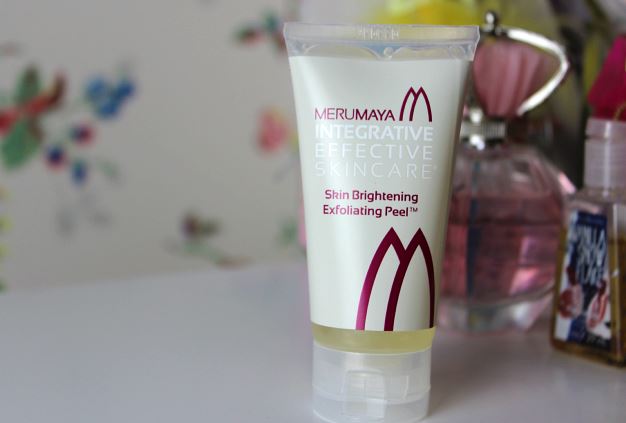 MERUMAYA
INTEGRATIVE
EFFECTIVE
SKINCARE®
Skin Brightening
Exfoliating Peel™